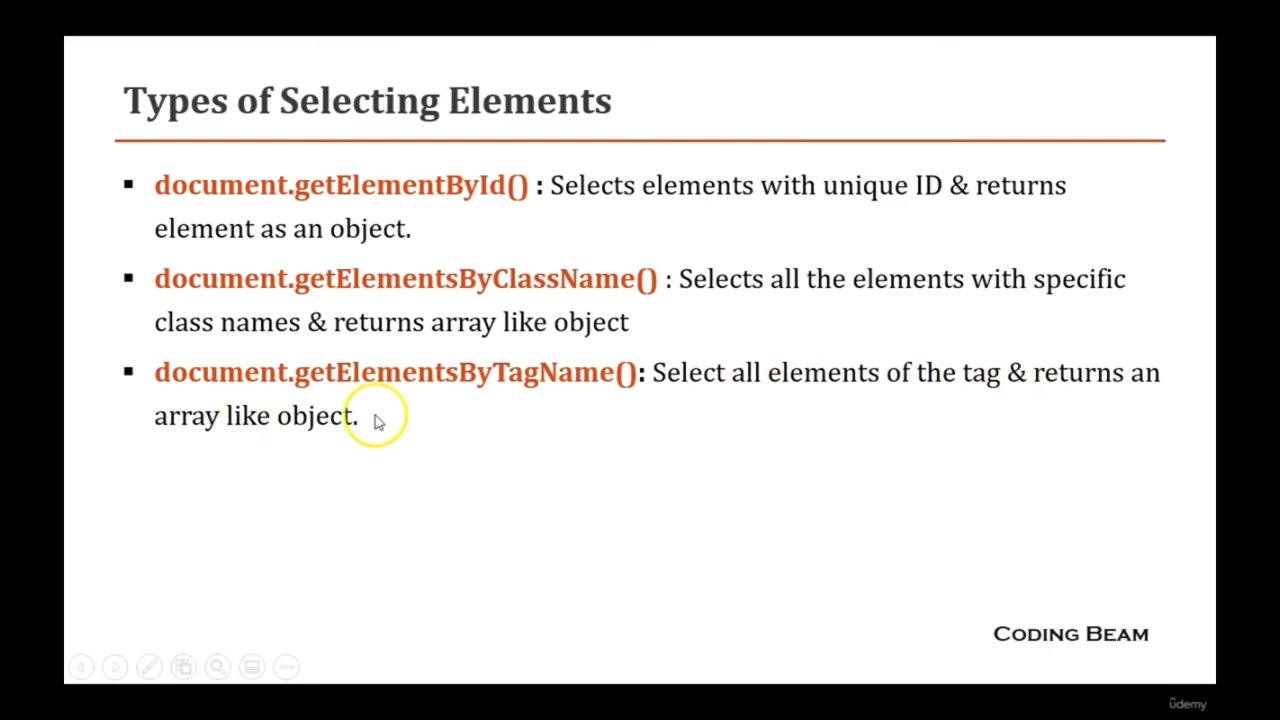 Types of Selecting Elements
▪ document.getElementById() : Selects elements with unique ID & returns
element as an object.
▪ document.getElementsByClassName() : Selects all the elements with specific
class names & returns array like object
▪ document.getElementsByTagName(): Select all elements of the tag & returns an
array like object.
CODING BEAM
ûdemy